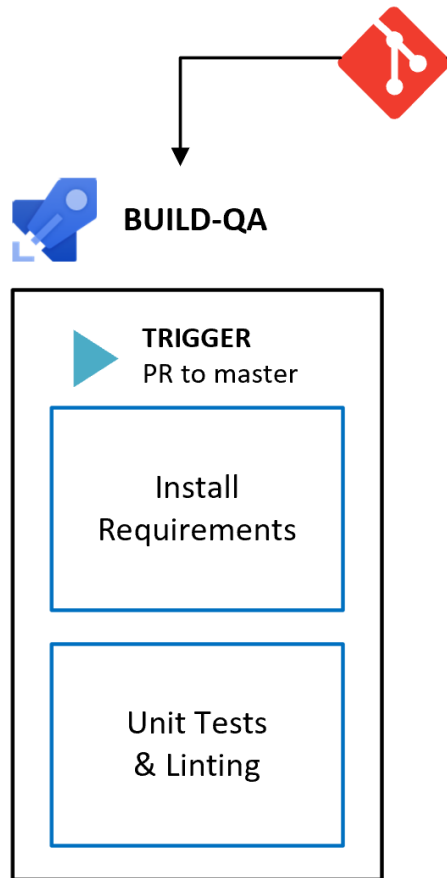 BUILD-QA
TRIGGER
PR to master
Install
Requirements
Unit Tests
& Linting